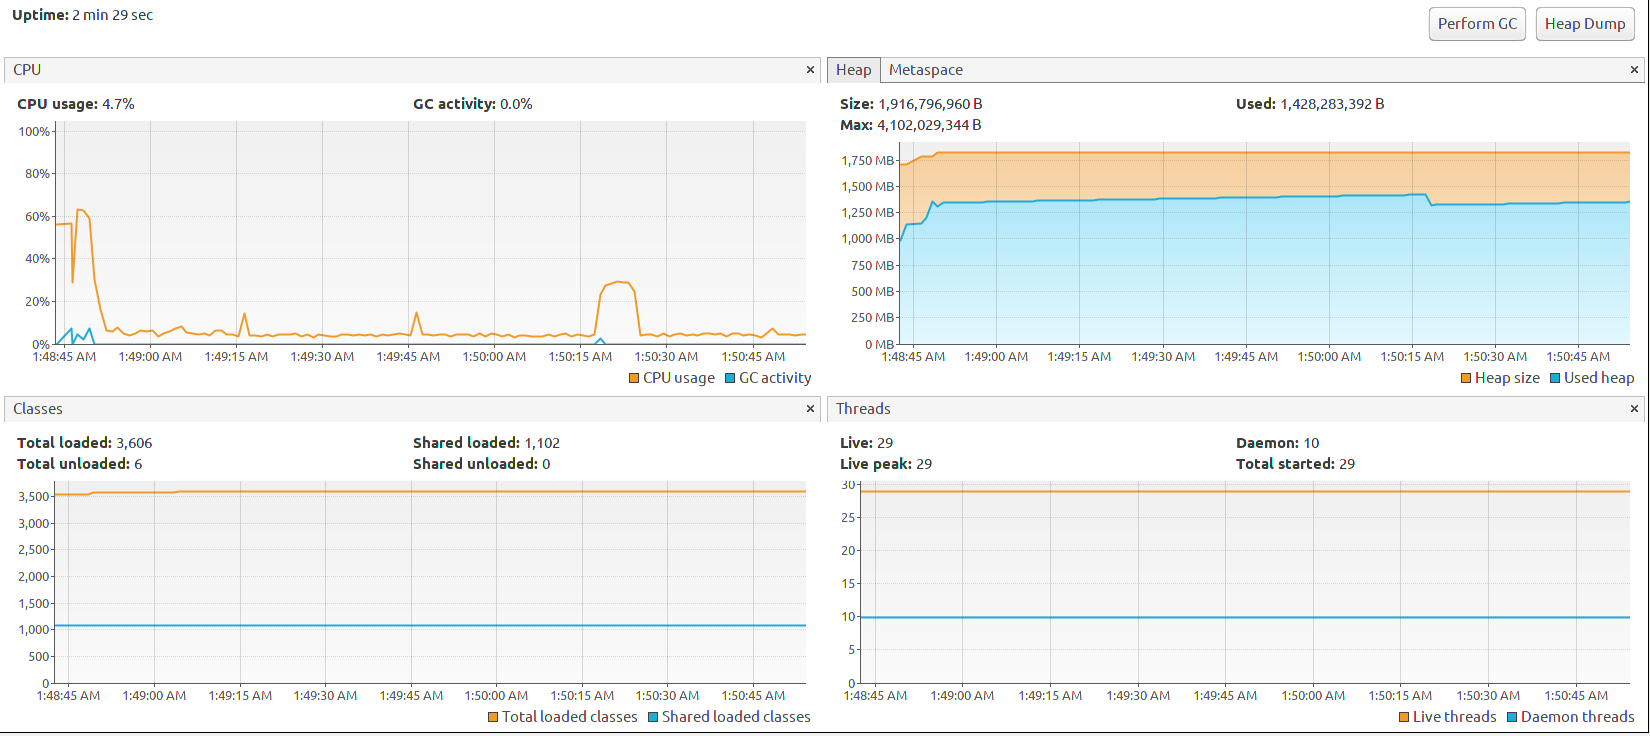 Uptime: 2 min 29 sec
Perform GC
Heap Dump
CPU
×
CPU usage: 4.7%
GC activity: 0.0%
100%
80%
60%
40%
20%
0%
1:48:45 AM 1:49:00 AM 1:49:15 AM 1:49:30 AM 1:49:45 AM 1:50:00 AM 1:50:15 AM 1:50:30 AM 1:50:45 AM
CPU usage GC activity
Heap Metaspace
×
Size: 1,916,796,960 B
Used: 1,428,283,392 B
Max: 4,102,029,344 B
1,750 MB
1,500 MB
1,250 MB
1,000 MB
750 MB
500 MB
250 MB
0 MB
1:48:45 AM 1:49:00 AM 1:49:15 AM 1:49:30 AM 1:49:45 AM 1:50:00 AM 1:50:15 AM 1:50:30 AM 1:50:45 AM
Heap size Used heap
Classes
×
Total loaded: 3,606
Shared loaded: 1,102
Total unloaded: 6
Shared unloaded: 0
3,500
3,000
2,500
2,000
1,500
1,000
500
0
1:48:45 AM 1:49:00 AM 1:49:15 AM 1:49:30 AM 1:49:45 AM 1:50:00 AM 1:50:15 AM 1:50:30 AM 1:50:45 AM
Total loaded classes Shared loaded classes
Threads
×
Live: 29
Daemon: 10
Live peak: 29
Total started: 29
30
25
20
15
10
5
0
1:48:45 AM 1:49:00 AM 1:49:15 AM 1:49:30 AM 1:49:45 AM 1:50:00 AM 1:50:15 AM 1:50:30 AM 1:50:45 AM
Live threads Daemon threads